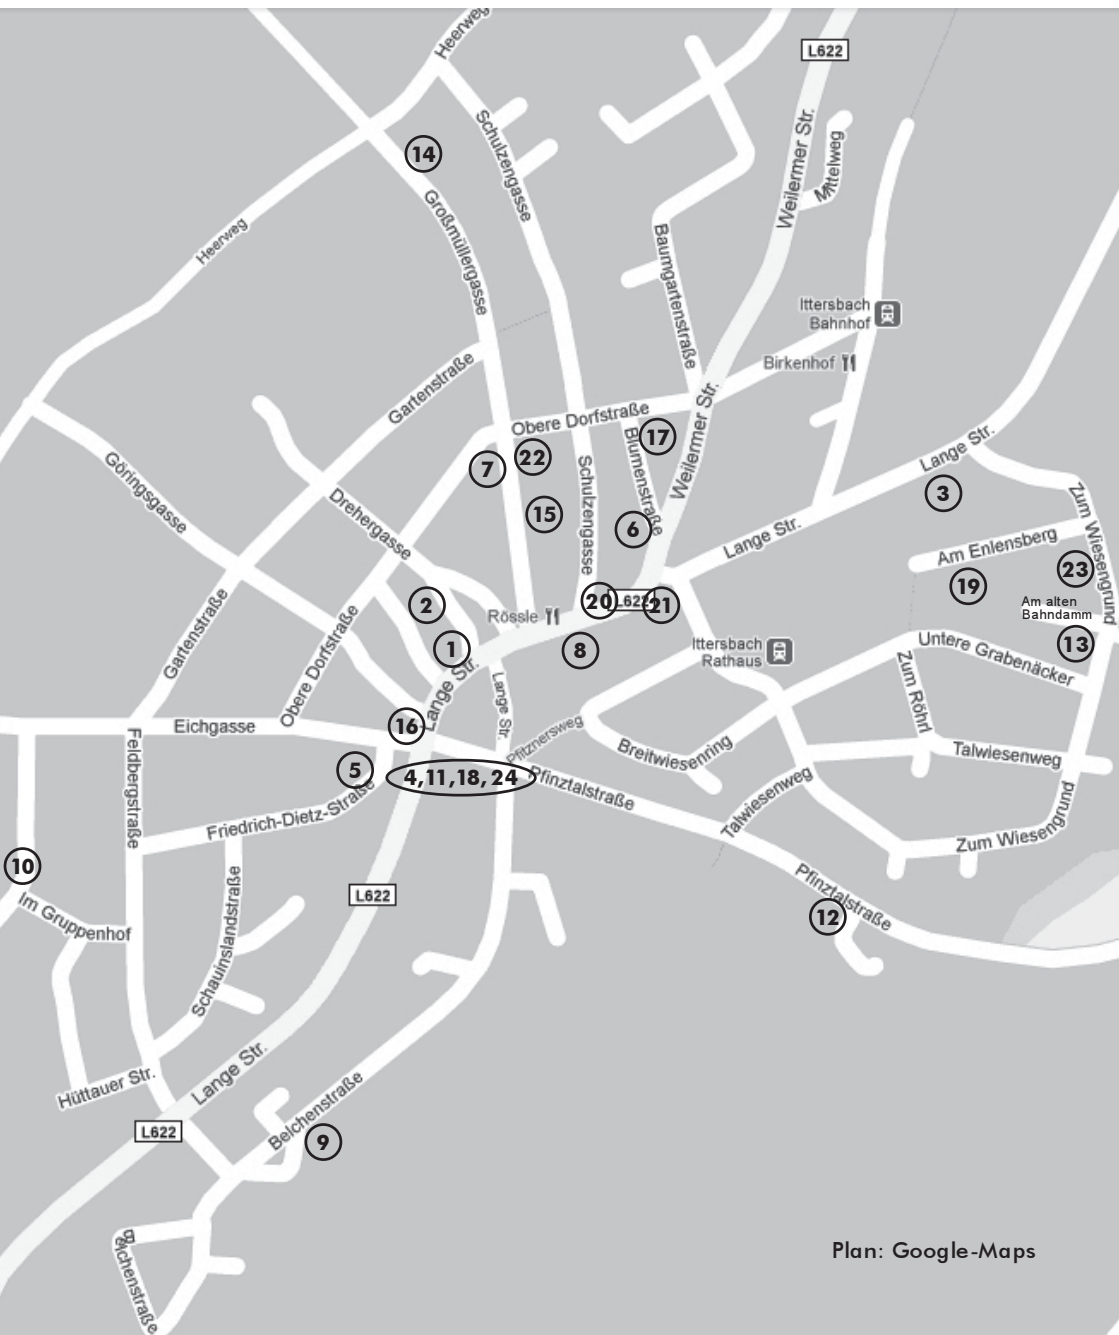 Heerweg
L622
Schulzengasse
Weilermer Str.
Mittelweg
14
Großmüllergasse
Heerweg
Baumgartenstraße
Ittersbach
Bahnhof
Birkenhof
Gartenstraße
Obere Dorfstraße
17
Weilermer Str.
Blumenstraße
22
7
Göringsgasse
Drehergasse
15
Schulzengasse
6
Lange Str.
3
Lange Str.
Zum Wiesengrund
Am Enlensberg
23
19
Am alten
Bahndamm
13
2
Rössle
20
L622
21
1
8
Ittersbach
Rathaus
Gartenstraße
Obere Dorfstraße
Lange Str.
Lange Str.
Untere Grabenäcker
Zum Röhrl
Eichgasse
16
Pfitznersweg
Breitwiesenring
Talwiesenweg
5
4,11,18,24
Pfinztalstraße
Talwiesenweg
Feldbergstraße
Friedrich-Dietz-Straße
Zum Wiesengrund
10
L622
Pfinztalstraße
12
Im Gruppenhof
Schauinslandstraße
Lange Str.
Hüttauer Str.
Belchenstraße
L622
9
Belchenstraße
Plan: Google-Maps